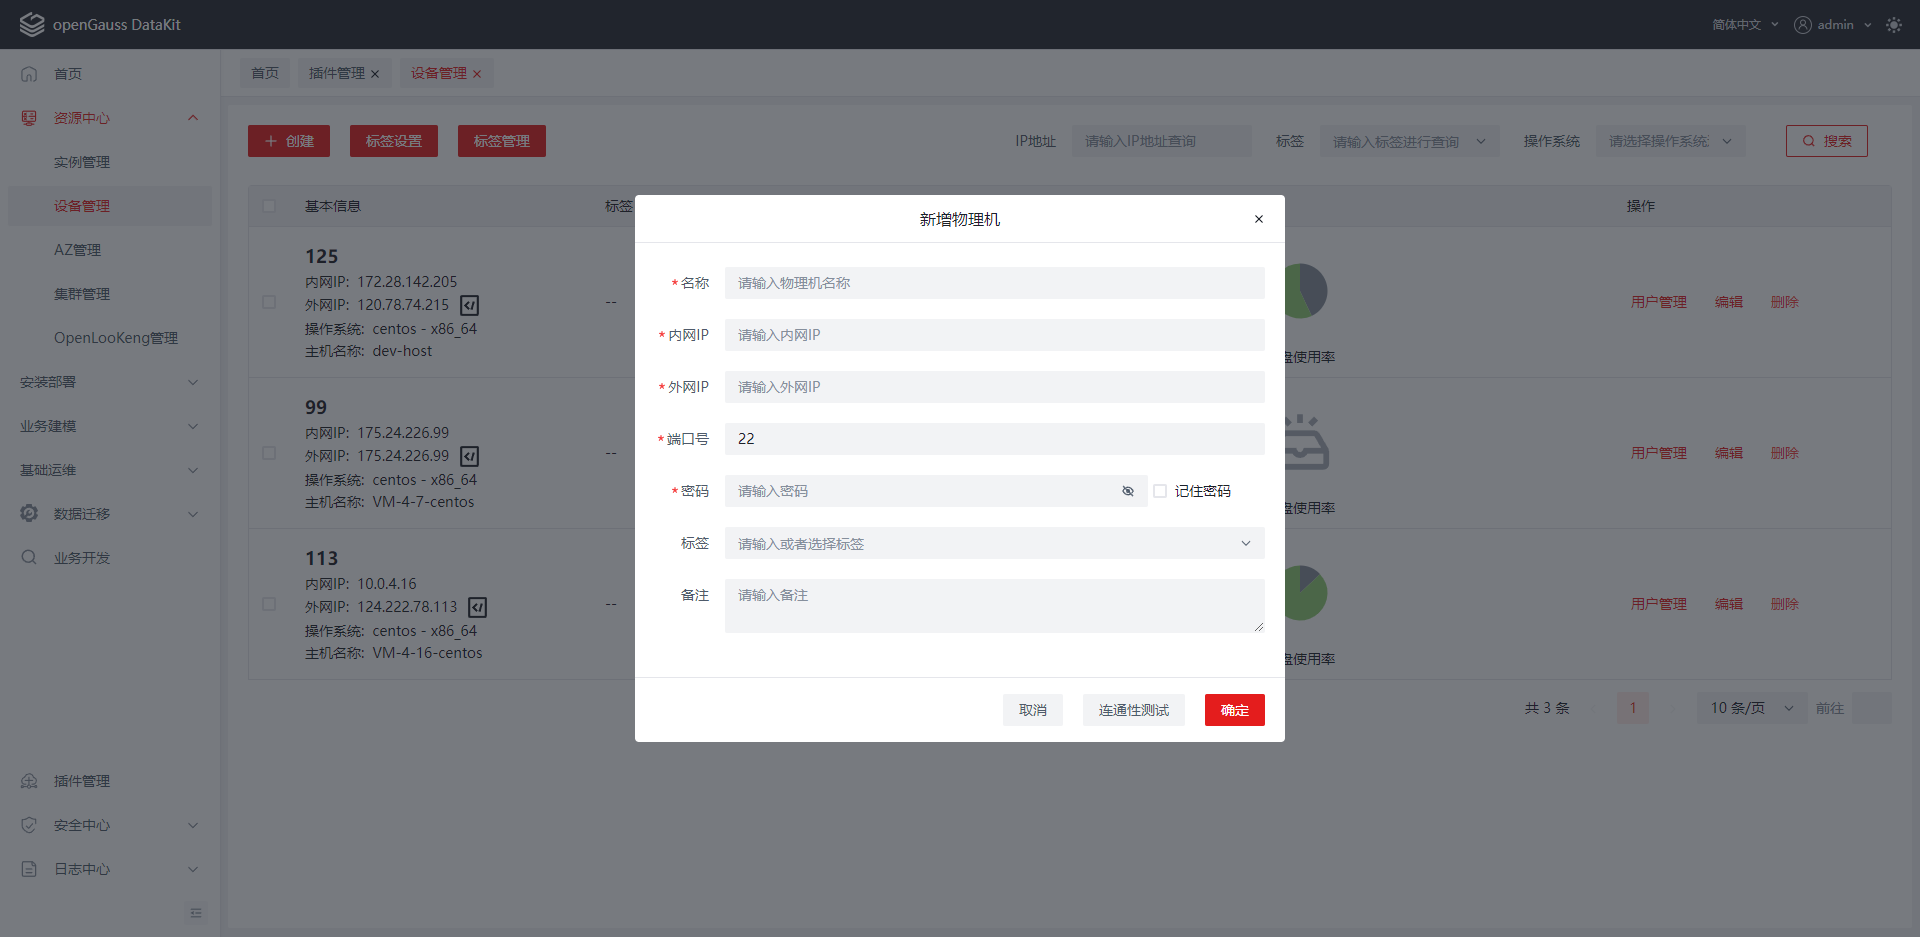 openGauss DataKit
简体中文
admin
首页
资源中心
实例管理
设备管理
AZ管理
集群管理
OpenLooKeng管理
安装部署
业务建模
基础运维
数据迁移
业务开发
插件管理
安全中心
日志中心
首页
插件管理
设备管理
创建
标签设置
标签管理
IP地址
请输入IP地址查询
标签
请输入标签进行查询
操作系统
请选择操作系统
搜索
基本信息
标签
操作
125
内网IP: 172.28.142.205
外网IP: 120.78.74.215
操作系统: centos - x86_64
主机名称: dev-host
--
盘使用率
用户管理 编辑 删除
99
内网IP: 175.24.226.99
外网IP: 175.24.226.99
操作系统: centos - x86_64
主机名称: VM-4-7-centos
--
盘使用率
用户管理 编辑 删除
113
内网IP: 10.0.4.16
外网IP: 124.222.78.113
操作系统: centos - x86_64
主机名称: VM-4-16-centos
--
盘使用率
用户管理 编辑 删除
共 3 条
1
10 条/页
前往
新增物理机
*名称
请输入物理机名称
*内网IP
请输入内网IP
*外网IP
请输入外网IP
*端口号
22
*密码
请输入密码
记住密码
标签
请输入或者选择标签
备注
请输入备注
取消
连通性测试
确定